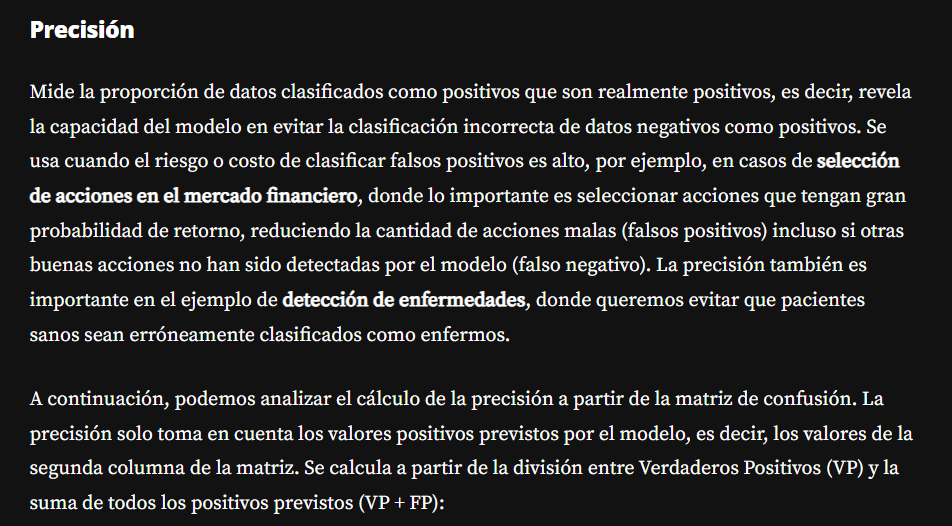 Precisión
Mide la proporción de datos clasificados como positivos que son realmente positivos, es decir, revela
la capacidad del modelo en evitar la clasificación incorrecta de datos negativos como positivos. Se
usa cuando el riesgo o costo de clasificar falsos positivos es alto, por ejemplo, en casos de selección
de acciones en el mercado financiero, donde lo importante es seleccionar acciones que tengan gran
probabilidad de retorno, reduciendo la cantidad de acciones malas (falsos positivos) incluso si otras
buenas acciones no han sido detectadas por el modelo (falso negativo). La precisión también es
importante en el ejemplo de detección de enfermedades, donde queremos evitar que pacientes
sanos sean erróneamente clasificados como enfermos.
A continuación, podemos analizar el cálculo de la precisión a partir de la matriz de confusión. La
precisión solo toma en cuenta los valores positivos previstos por el modelo, es decir, los valores de la
segunda columna de la matriz. Se calcula a partir de la división entre Verdaderos Positivos (VP) y la
suma de todos los positivos previstos (VP + FP):